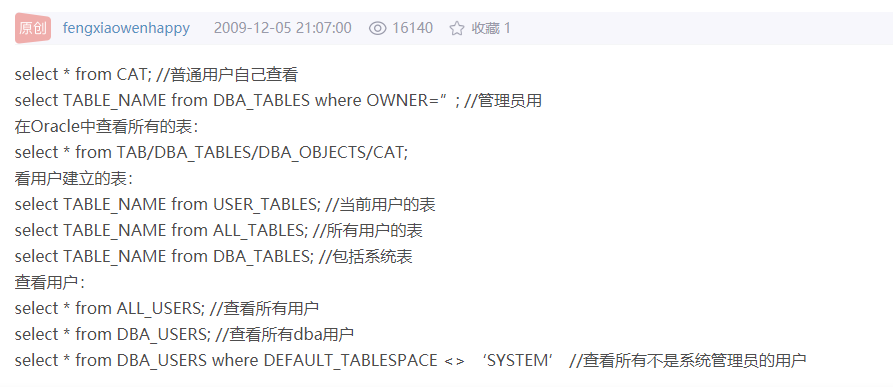 原创 fengxiaowenhappy 2009-12-05 21:07:00 16140 收藏 1
select * from CAT; //普通用户自己查看
select TABLE_NAME from DBA_TABLES where OWNER=” ; //管理员用
在Oracle中查看所有的表：
select * from TAB/DBA_TABLES/DBA_OBJECTS/CAT;
看用户建立的表：
select TABLE_NAME from USER_TABLES; //当前用户的表
select TABLE_NAME from ALL_TABLES; //所有用户的表
select TABLE_NAME from DBA_TABLES; //包括系统表
查看用户：
select * from ALL_USERS; //查看所有用户
select * from DBA_USERS; //查看所有dba用户
select * from DBA_USERS where DEFAULT_TABLESPACE <> ‘SYSTEM’ //查看所有不是系统管理员的用户